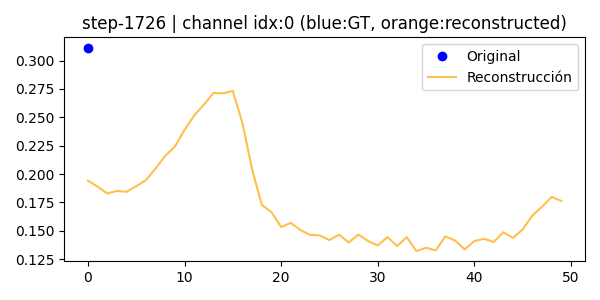 step-1726 | channel idx:0 (blue:GT, orange:reconstructed)
Original
Reconstrucción
0.300
0.275
0.250
0.225
0.200
0.175
0.150
0.125
0 10 20 30 40 50